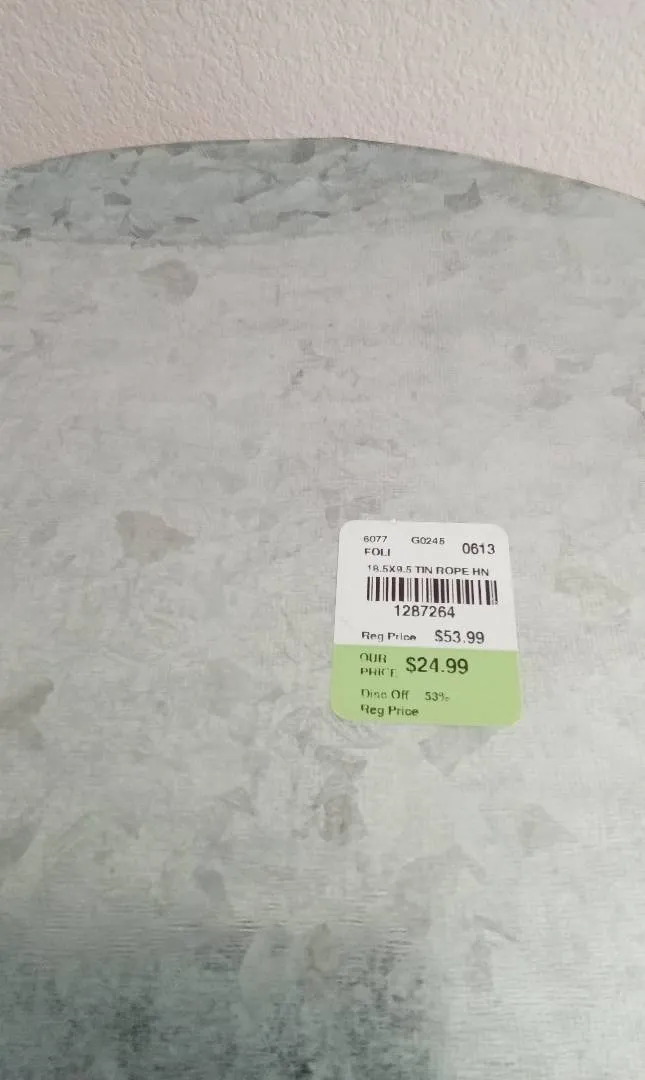 6077 G0245 0613
FOLI
18.5X9.5 TIN ROPE HN
1287264
Reg Price $53.99
OUR PRICE $24.99
Disc Off 53%
Reg Price